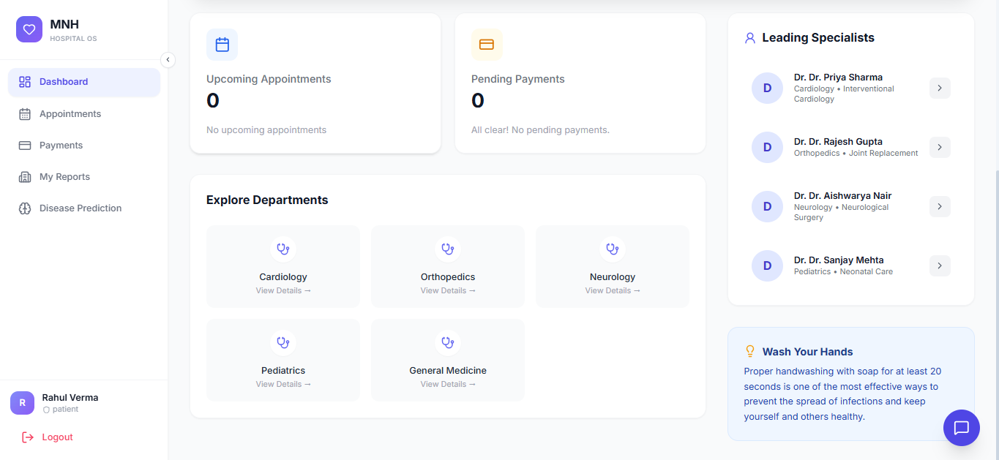 MNH
HOSPITAL OS
Dashboard
Appointments
Payments
My Reports
Disease Prediction
R
Rahul Verma
patient
Logout
Upcoming Appointments
0
No upcoming appointments
Pending Payments
0
All clear! No pending payments.
Explore Departments
Cardiology
View Details →
Orthopedics
View Details →
Neurology
View Details →
Pediatrics
View Details →
General Medicine
View Details →
Leading Specialists
D
Dr. Dr. Priya Sharma
Cardiology • Interventional
Cardiology
D
Dr. Dr. Rajesh Gupta
Orthopedics • Joint Replacement
D
Dr. Dr. Aishwarya Nair
Neurology • Neurological
Surgery
D
Dr. Dr. Sanjay Mehta
Pediatrics • Neonatal Care
Wash Your Hands
Proper handwashing with soap for at least 20
seconds is one of the most effective ways to
prevent the spread of infections and keep
yourself and others healthy.